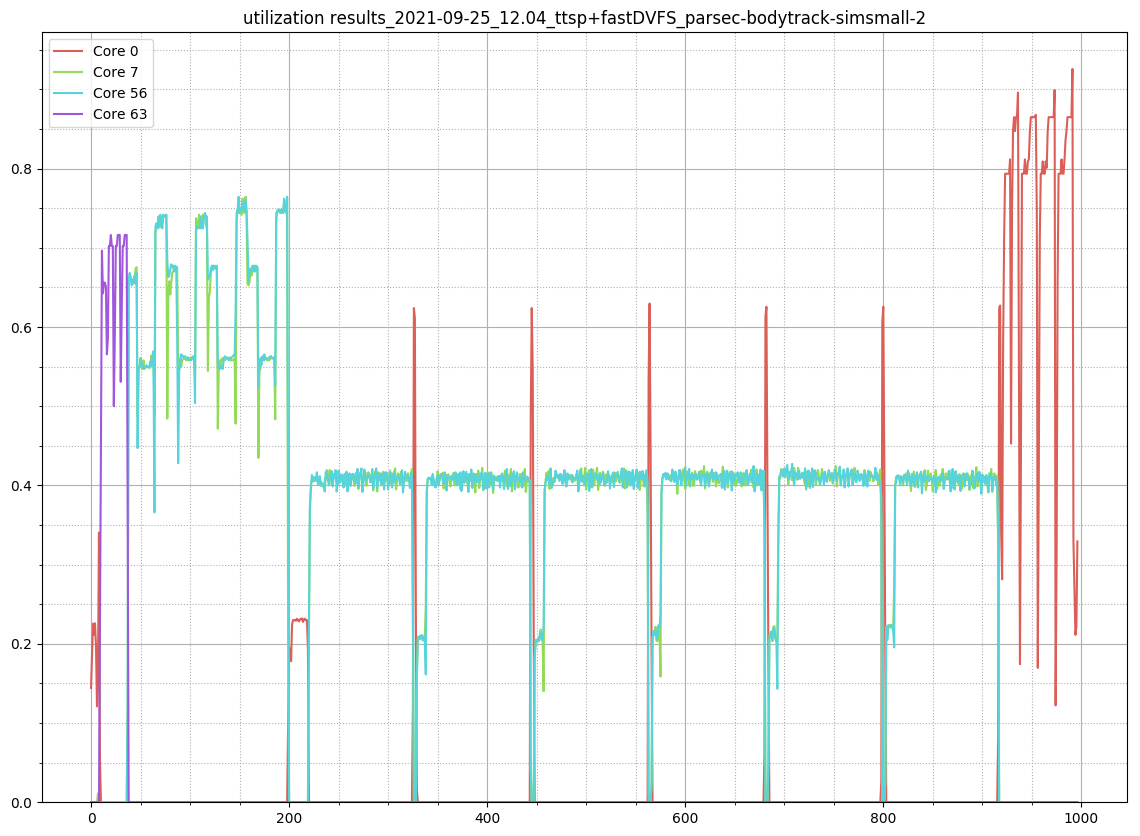 utilization results_2021-09-25_12.04_ttsp+fastDVFS_parsec-bodytrack-simsmall-2
Core 0
Core 7
Core 56
Core 63
0.8
0.6
0.4
0.2
0.0
0 200 400 600 800 1000